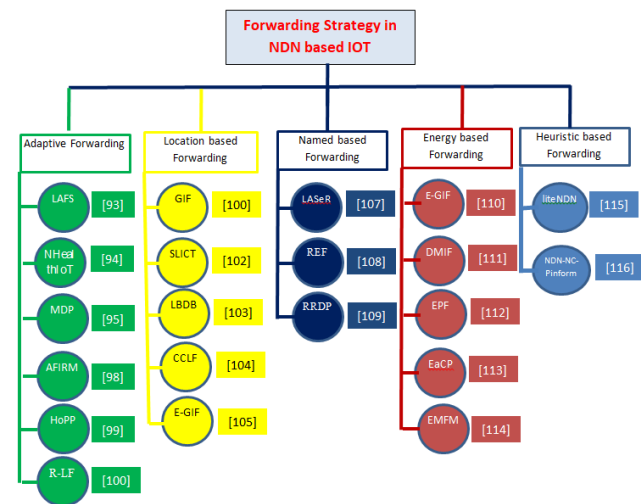 Forwarding Strategy in
NDN based IOT
Adaptive Forwarding
LAFS
[93]
NHeal
thIoT
[94]
MDP
[95]
AFIRM
[98]
HoPP
[99]
R-LF
[100]
Location based
Forwarding
GIF
[100]
SLICT
[102]
LBDB
[103]
CCLF
[104]
E-GIF
[105]
Named based
Forwarding
LASeR
[107]
REF
[108]
RRDP
[109]
Energy based
Forwarding
E-GIF
[110]
DMIF
[111]
EPF
[112]
EaCP
[113]
EMFM
[114]
Heuristic based
Forwarding
liteNDN
[115]
NDN-NC-
Pinform
[116]